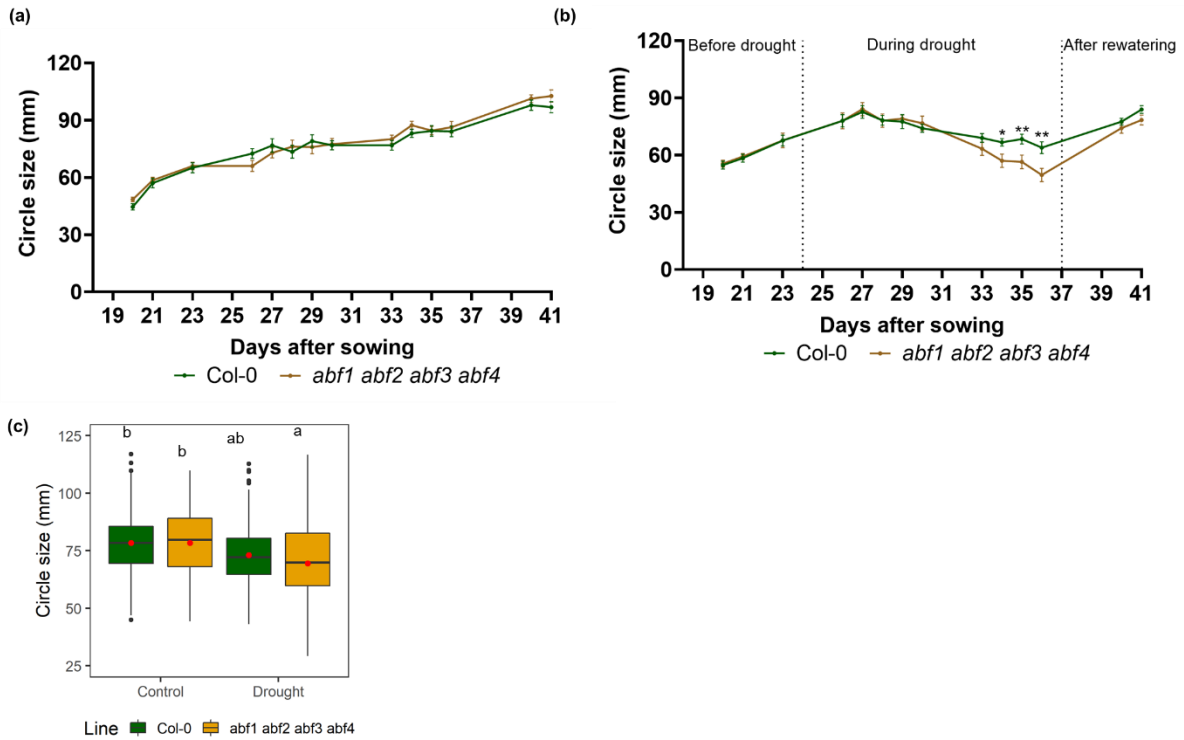 (a)
120
90
60
30
0
Circle size (mm)
19 21 23 25 27 29 31 33 35 37 39 41
Days after sowing
Col-0 abf1 abf2 abf3 abf4
(b)
Before drought During drought After rewatering
120
90
60
30
0
Circle size (mm)
* ** **
19 21 23 25 27 29 31 33 35 37 39 41
Days after sowing
Col-0 abf1 abf2 abf3 abf4
(c)
125
100
75
50
25
Circle size (mm)
b b ab a
Control Drought
Line Col-0 abf1 abf2 abf3 abf4